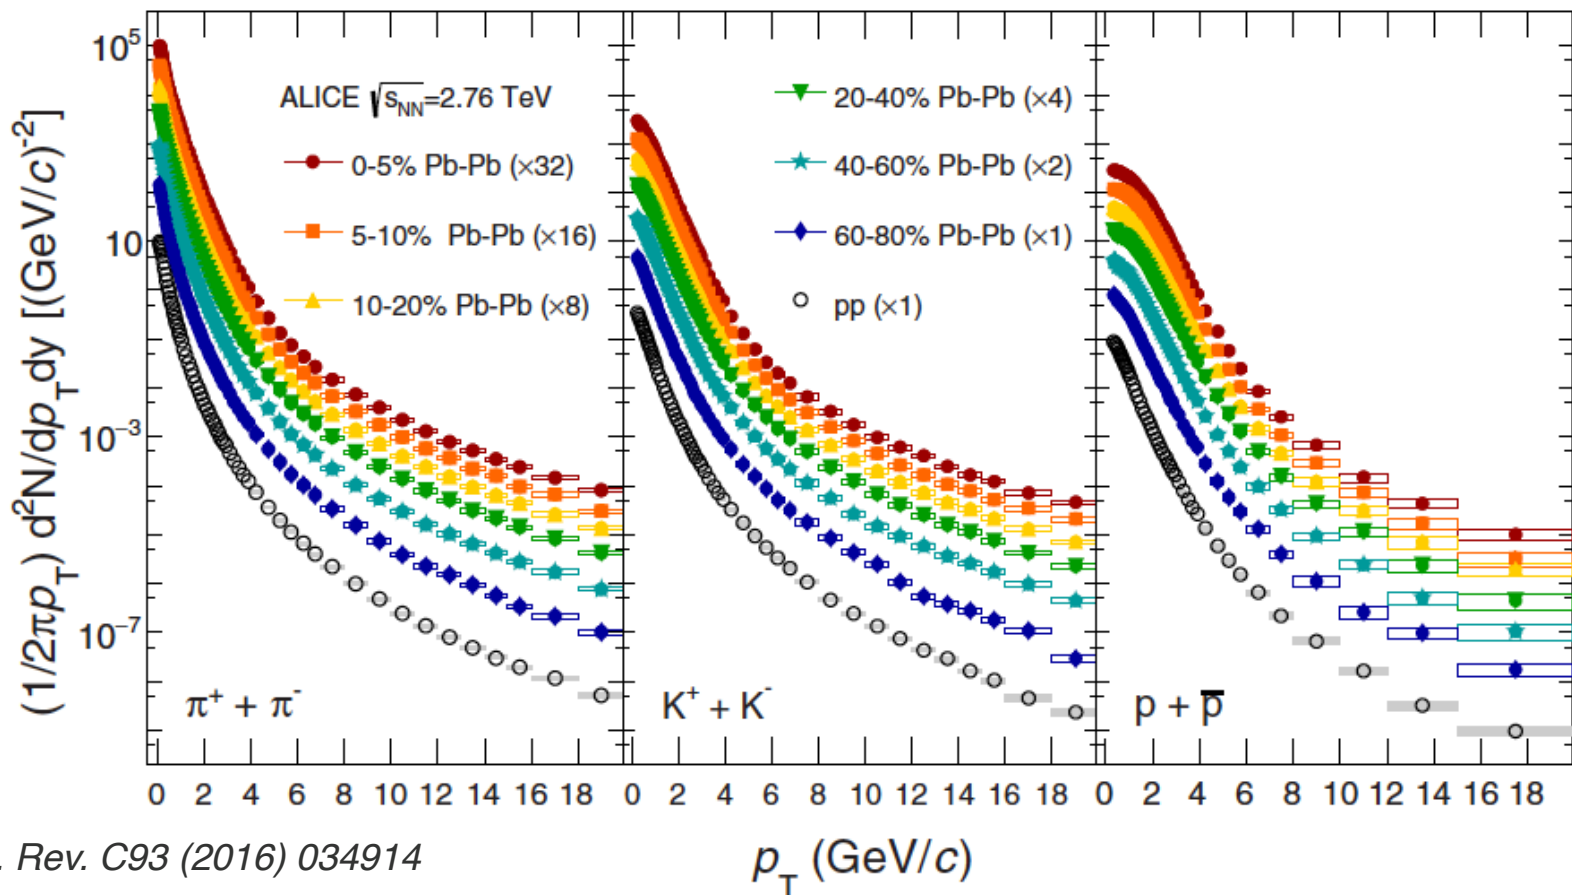 (1/2πp_T) d²N/dp_Tdy [(GeV/c)⁻²]
10⁵
10
10⁻³
10⁻⁷
ALICE √s_NN=2.76 TeV
0-5% Pb-Pb (×32)
5-10% Pb-Pb (×16)
10-20% Pb-Pb (×8)
20-40% Pb-Pb (×4)
40-60% Pb-Pb (×2)
60-80% Pb-Pb (×1)
pp (×1)
π⁺ + π⁻
K⁺ + K⁻
p + p̅
0 2 4 6 8 10 12 14 16 18
0 2 4 6 8 10 12 14 16 18
0 2 4 6 8 10 12 14 16 18
p_T (GeV/c)
. Rev. C93 (2016) 034914